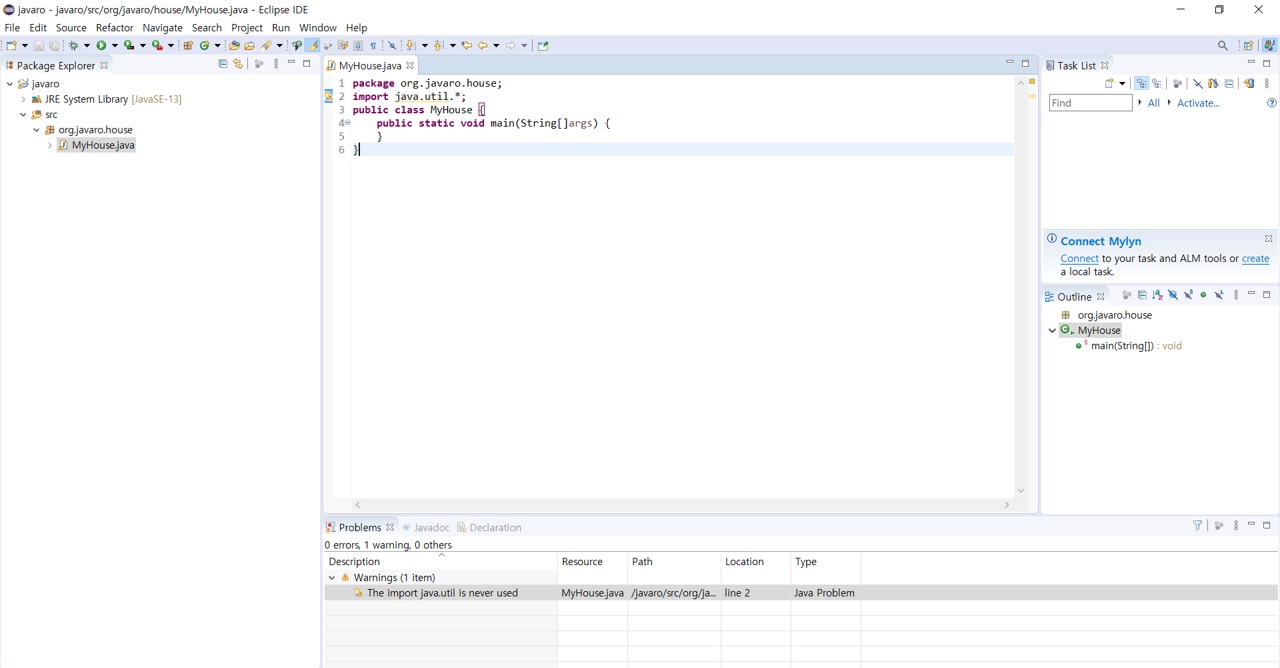 javaro - javaro/src/org/javaro/house/MyHouse.java - Eclipse IDE
File Edit Source Refactor Navigate Search Project Run Window Help
Package Explorer
javaro
JRE System Library [JavaSE-13]
src
org.javaro.house
MyHouse.java
MyHouse.java
1 package org.javaro.house;
2 import java.util.*;
3 public class MyHouse {
4 public static void main(String[]args) {
5 }
6 }
Task List
Find All Activate...
Connect Mylyn
Connect to your task and ALM tools or create
a local task.
Outline
org.javaro.house
MyHouse
main(String[]) : void
Problems Javadoc Declaration
0 errors, 1 warning, 0 others
Description Resource Path Location Type
Warnings (1 item)
The import java.util is never used MyHouse.java /javaro/src/org/ja... line 2 Java Problem